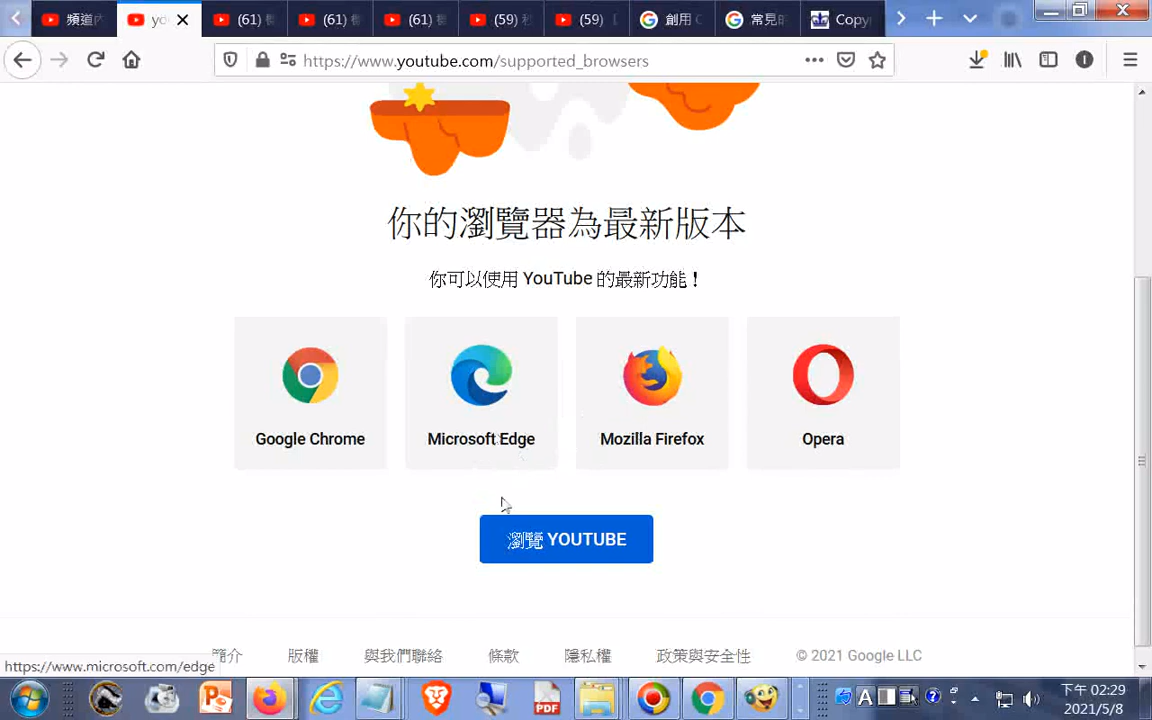 頻道內
yo
(61)
(61)
(61)
(59)
(59)
創用 C
常見的
Copy
https://www.youtube.com/supported_browsers
你的瀏覽器為最新版本
你可以使用 YouTube 的最新功能！
Google Chrome
Microsoft Edge
Mozilla Firefox
Opera
瀏覽 YOUTUBE
https://www.microsoft.com/edge
簡介
版權
與我們聯絡
條款
隱私權
政策與安全性
© 2021 Google LLC
PDF
A
下午 02:29
2021/5/8